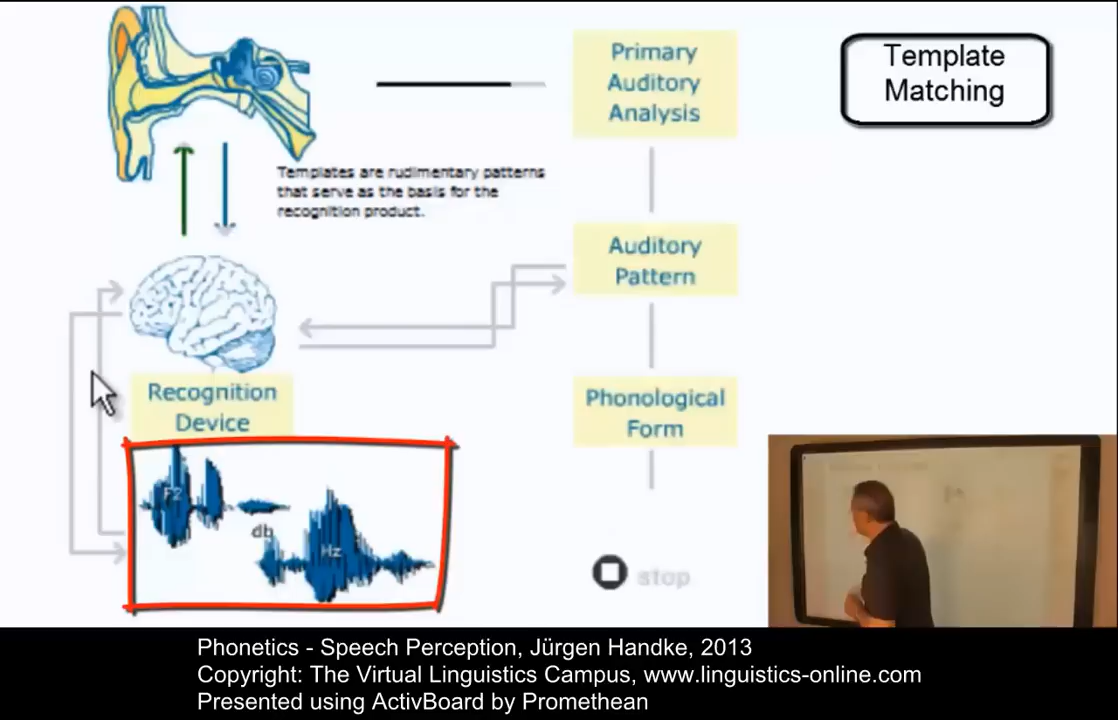 Template
Matching
Primary
Auditory
Analysis
Templates are rudimentary patterns
that serve as the basis for the
recognition product.
Auditory
Pattern
Recognition
Device
Phonological
Form
F2
db
Hz
stop
Phonetics - Speech Perception, Jürgen Handke, 2013
Copyright: The Virtual Linguistics Campus, www.linguistics-online.com
Presented using ActivBoard by Promethean